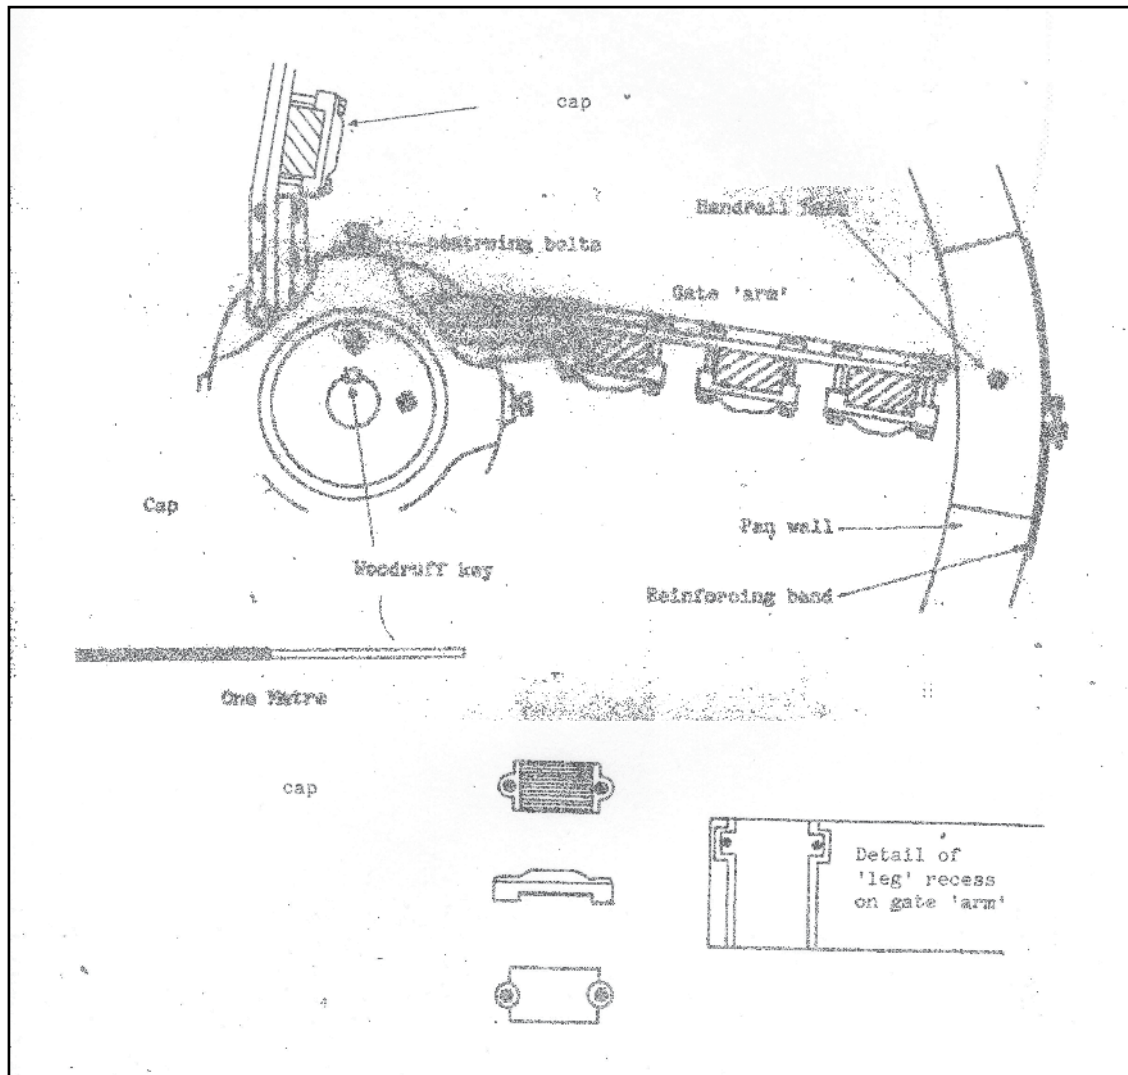 cap
Handrail
bolts
Gate 'arm'
Cap
Pan wall
Woodruff key
Reinforcing band
One Metre
cap
Detail of
'leg' recess
on gate 'arm'